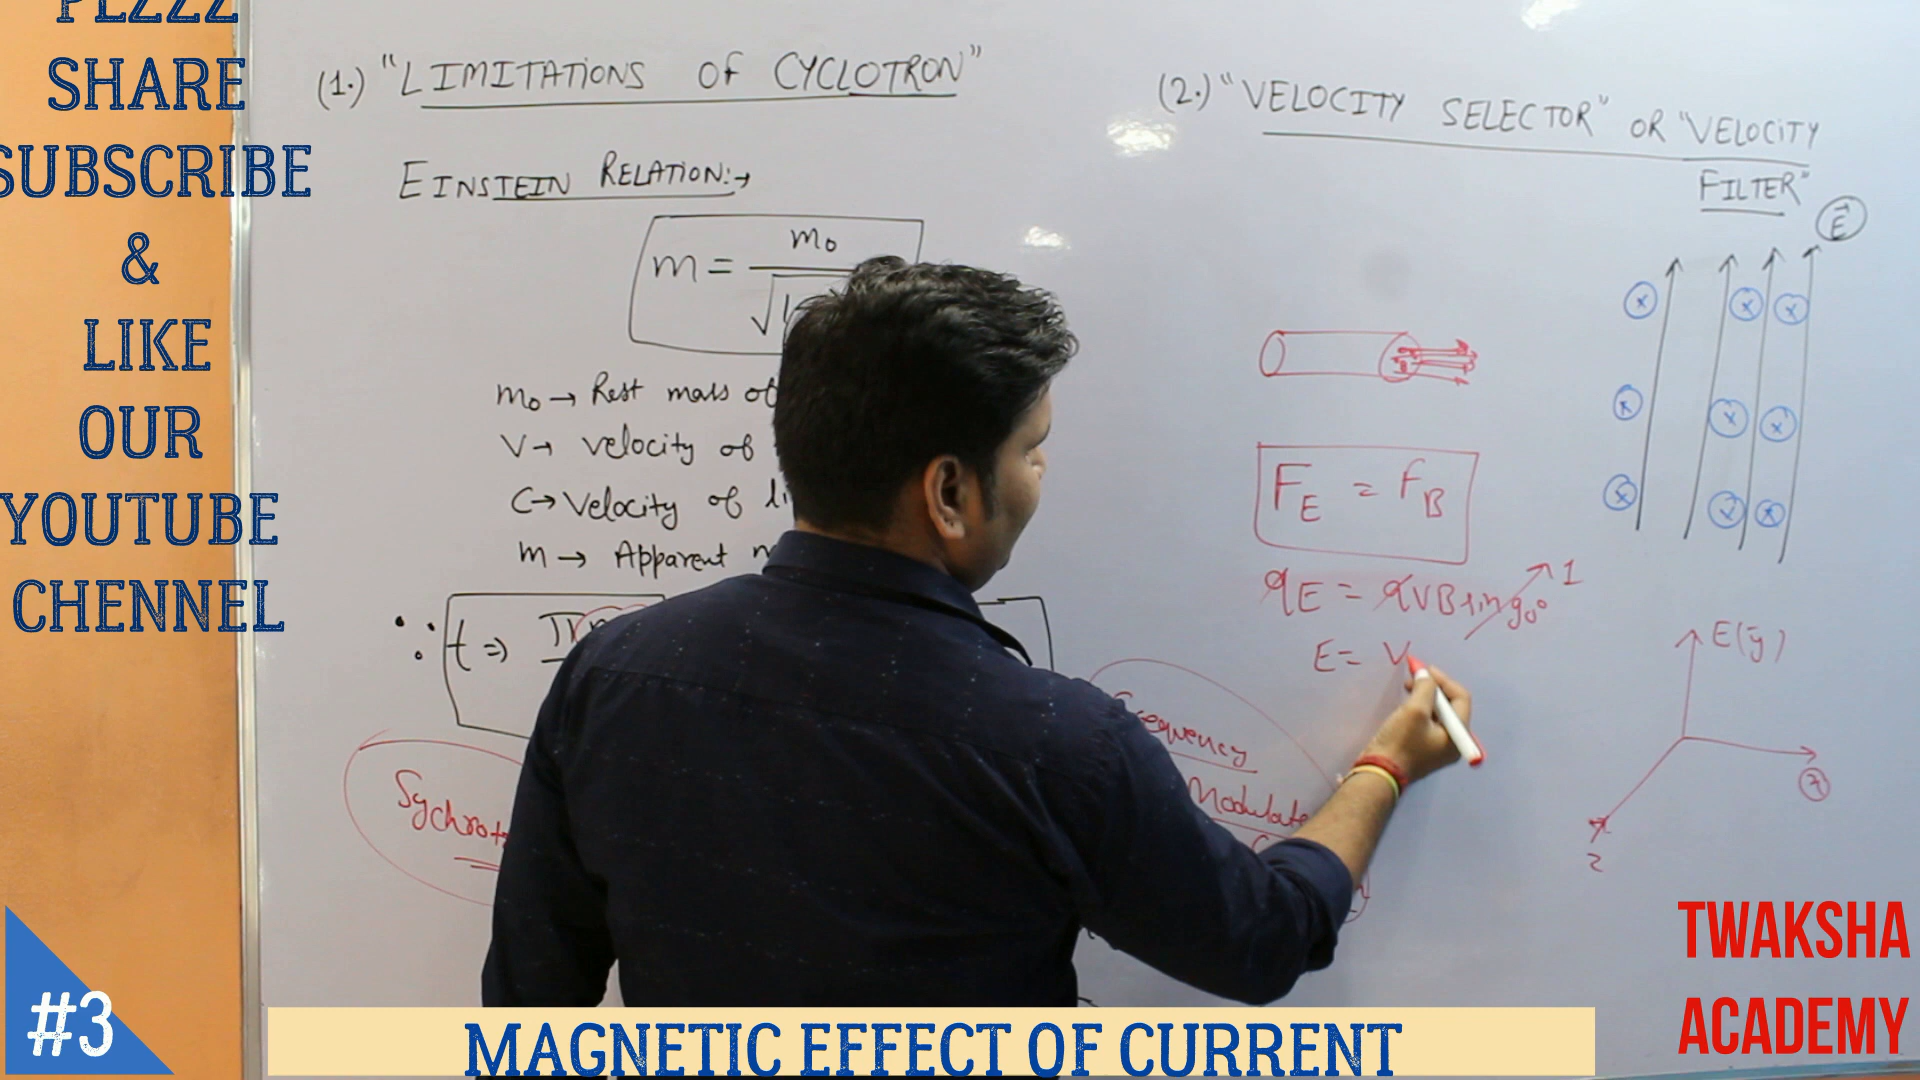 PLZZZ
SHARE
SUBSCRIBE
&
LIKE
OUR
YOUTUBE
CHENNEL
#3
(1.) "LIMITATIONS OF CYCLOTRON"
EINSTEIN RELATION:→
m = m₀
√1
m₀ → Rest mass of
V → Velocity of
C → Velocity of
m → Apparent
∵ t ⇒
(2.) "VELOCITY SELECTOR" OR "VELOCITY
FILTER"
E⃗
x x x
x x x
x x x
F_E = F_B
qE = qVB sin 90° 1
E = V
E(y)
z
Frequency
MAGNETIC EFFECT OF CURRENT
TWAKSHA
ACADEMY